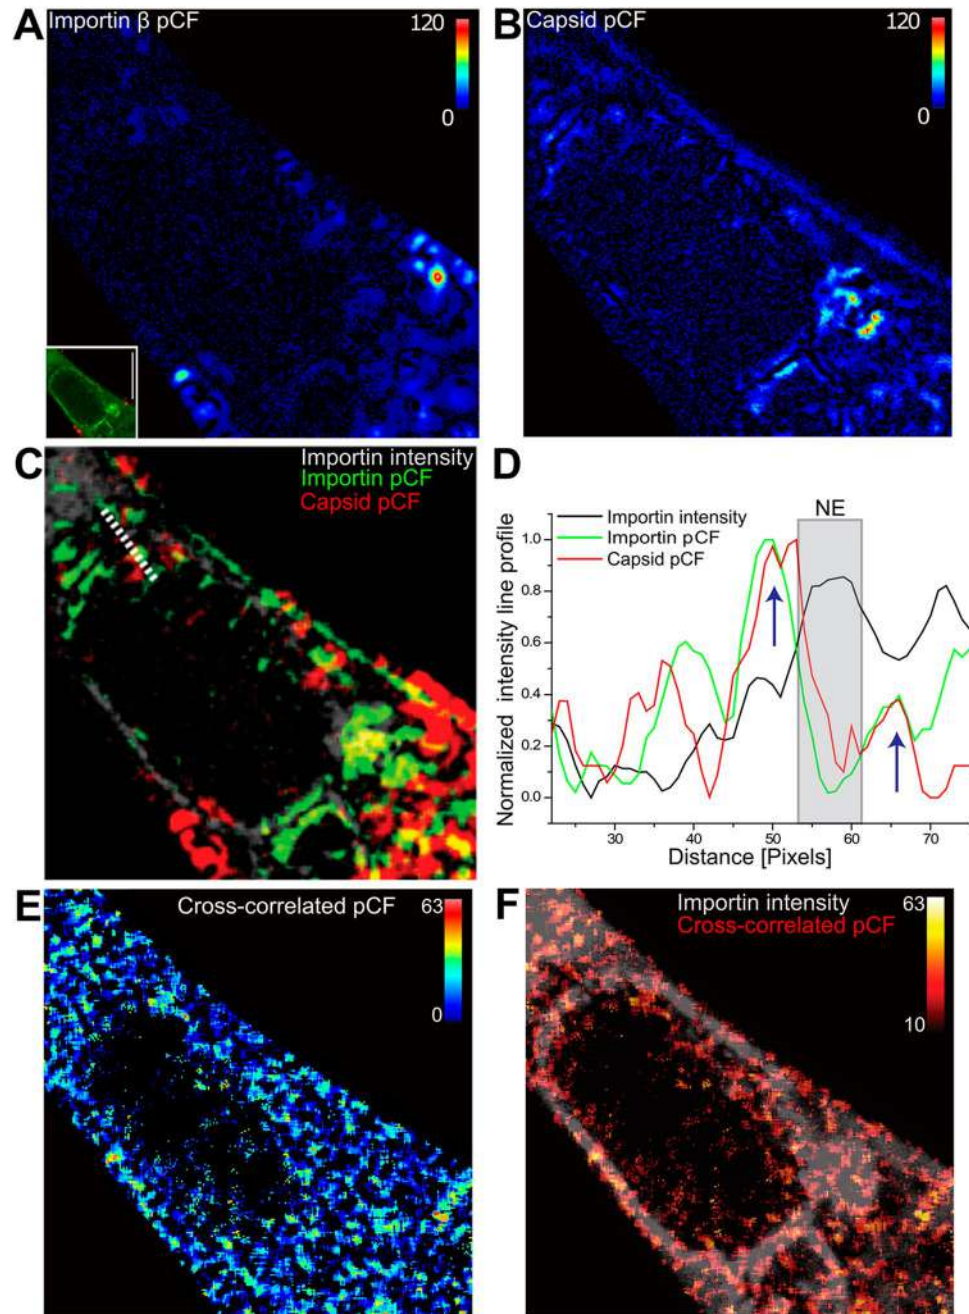 A
Importin β pCF
120
0
B
Capsid pCF
120
0
C
Importin intensity
Importin pCF
Capsid pCF
D
NE
Importin intensity
Importin pCF
Capsid pCF
Normalized intensity line profile
1.0
0.8
0.6
0.4
0.2
0.0
30 40 50 60 70
Distance [Pixels]
E
Cross-correlated pCF
63
0
F
Importin intensity
Cross-correlated pCF
63
10